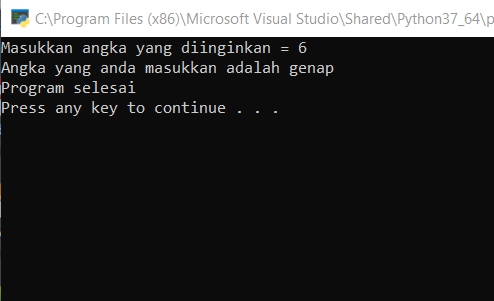 C:\Program Files (x86)\Microsoft Visual Studio\Shared\Python37_64\p
Masukkan angka yang diinginkan = 6
Angka yang anda masukkan adalah genap
Program selesai
Press any key to continue . . .